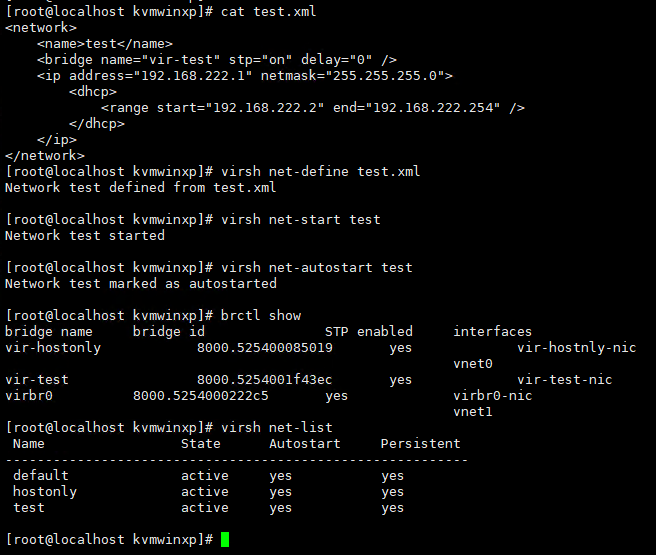 [root@localhost kvmwinxp]# cat test.xml
<network>
    <name>test</name>
    <bridge name="vir-test" stp="on" delay="0" />
    <ip address="192.168.222.1" netmask="255.255.255.0">
        <dhcp>
            <range start="192.168.222.2" end="192.168.222.254" />
        </dhcp>
    </ip>
</network>
[root@localhost kvmwinxp]# virsh net-define test.xml
Network test defined from test.xml

[root@localhost kvmwinxp]# virsh net-start test
Network test started

[root@localhost kvmwinxp]# virsh net-autostart test
Network test marked as autostarted

[root@localhost kvmwinxp]# brctl show
bridge name     bridge id               STP enabled     interfaces
vir-hostonly            8000.525400085019       yes             vir-hostnly-nic
                                                        vnet0
vir-test                8000.5254001f43ec       yes             vir-test-nic
virbr0          8000.5254000222c5       yes             virbr0-nic
                                                        vnet1
[root@localhost kvmwinxp]# virsh net-list
 Name                 State      Autostart     Persistent
----------------------------------------------------------
 default              active     yes           yes
 hostonly             active     yes           yes
 test                 active     yes           yes

[root@localhost kvmwinxp]#